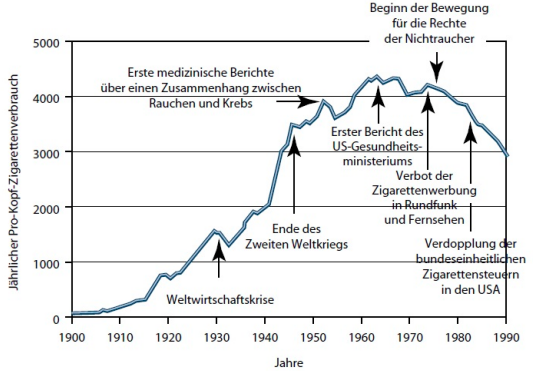 Beginn der Bewegung
für die Rechte
der Nichtraucher
5000
Erste medizinische Berichte
über einen Zusammenhang zwischen
Rauchen und Krebs
4000
Erster Bericht des
US-Gesundheits-
ministeriums
3000
Verbot der
Zigarettenwerbung
in Rundfunk
und Fernsehen
2000
Ende des
Zweiten Weltkriegs
Verdopplung der
bundeseinheitlichen
Zigarettensteuern
in den USA
1000
Weltwirtschaftskrise
0
Jährlicher Pro-Kopf-Zigarettenverbrauch
1900 1910 1920 1930 1940 1950 1960 1970 1980 1990
Jahre